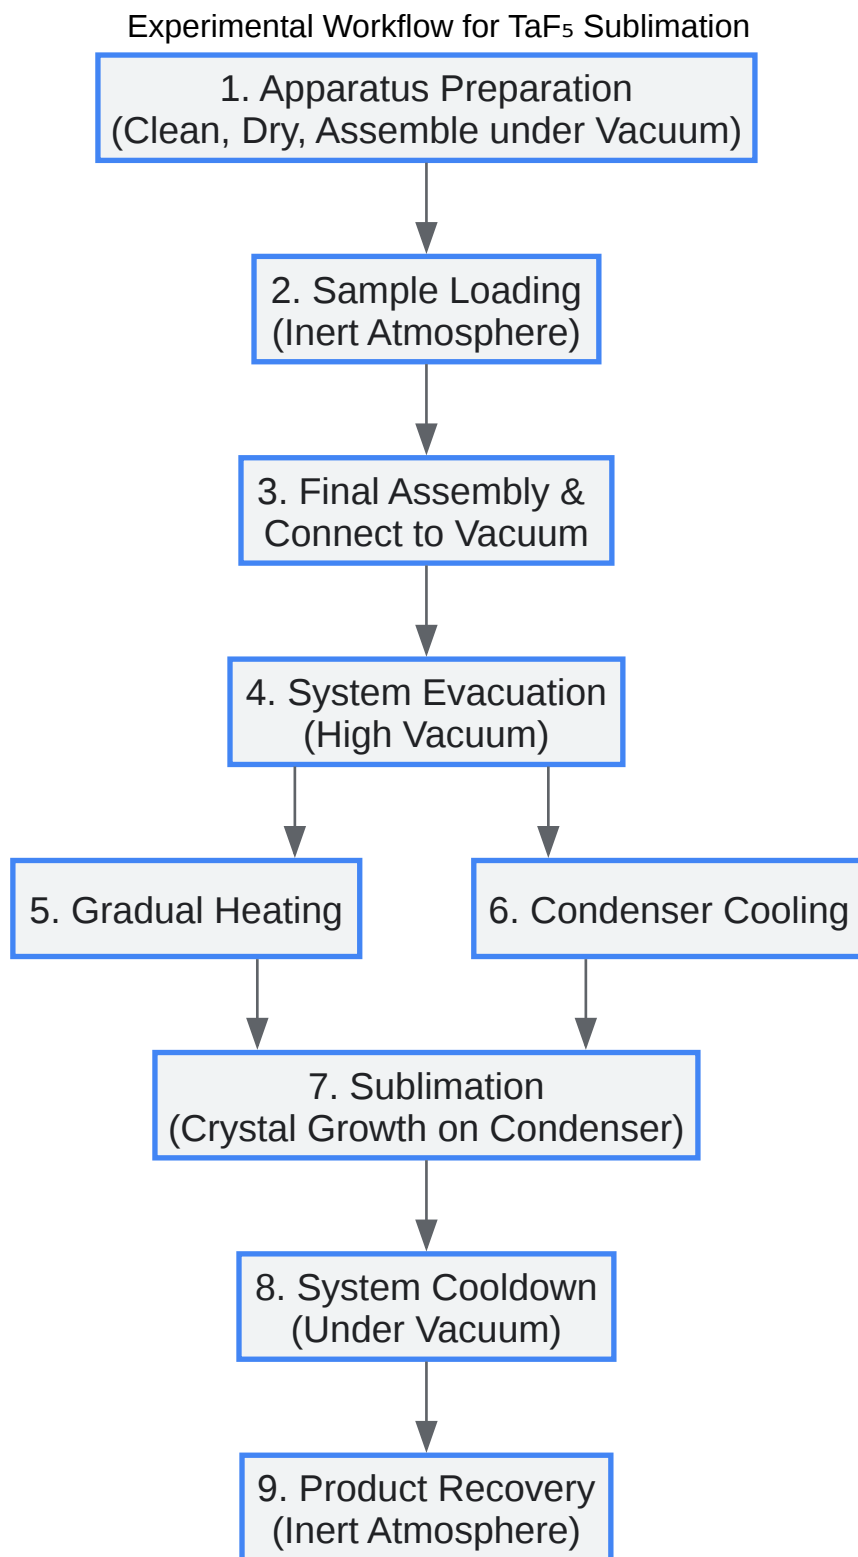 Experimental Workflow for TaF₅ Sublimation
1. Apparatus Preparation
(Clean, Dry, Assemble under Vacuum)
2. Sample Loading
(Inert Atmosphere)
3. Final Assembly &
Connect to Vacuum
4. System Evacuation
(High Vacuum)
5. Gradual Heating
6. Condenser Cooling
7. Sublimation
(Crystal Growth on Condenser)
8. System Cooldown
(Under Vacuum)
9. Product Recovery
(Inert Atmosphere)